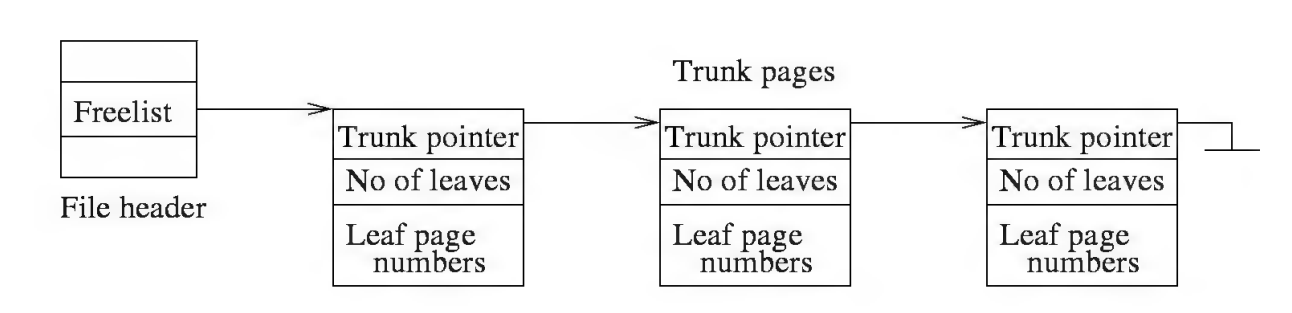 Trunk pages
Freelist
File header
Trunk pointer
No of leaves
Leaf page
numbers
Trunk pointer
No of leaves
Leaf page
numbers
Trunk pointer
No of leaves
Leaf page
numbers